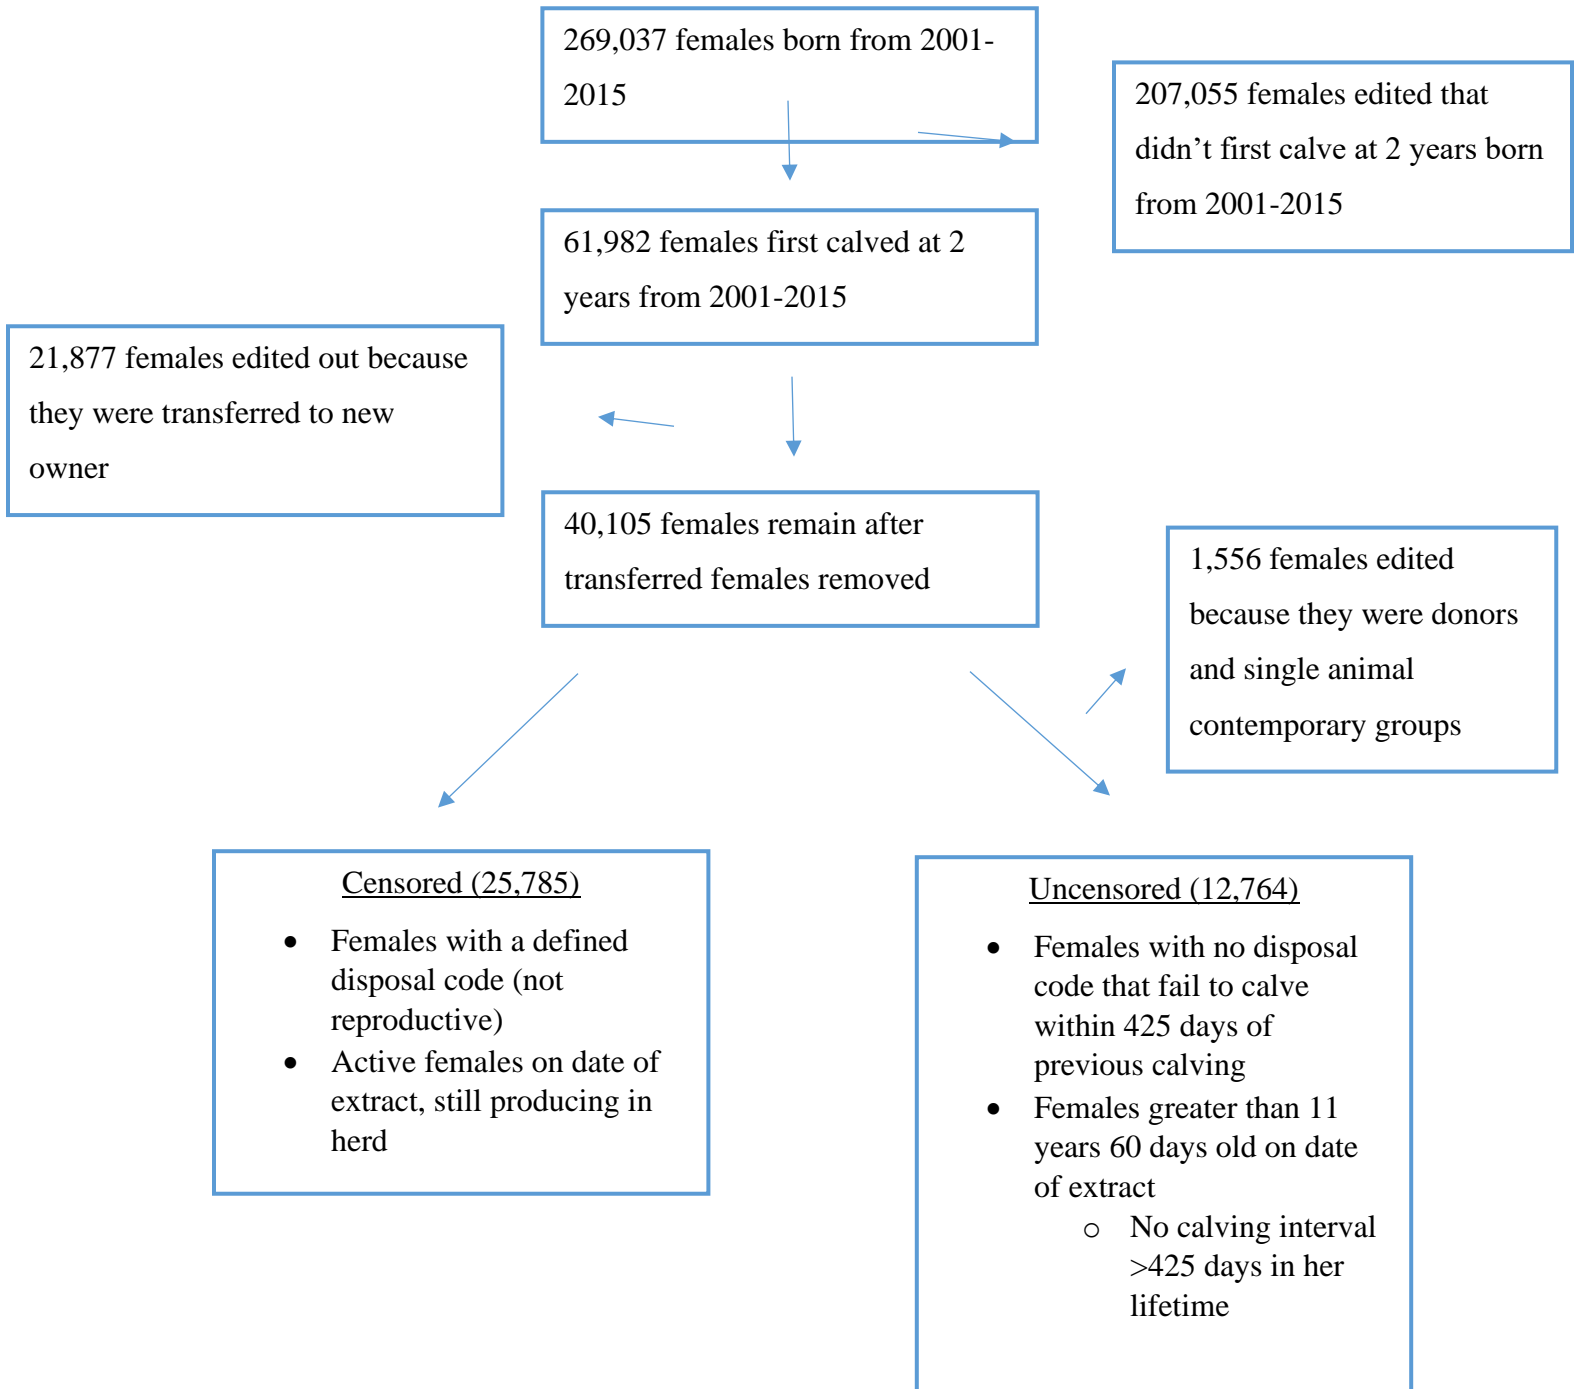 269,037 females born from 2001-
2015
207,055 females edited that
didn’t first calve at 2 years born
from 2001-2015
61,982 females first calved at 2
years from 2001-2015
21,877 females edited out because
they were transferred to new
owner
40,105 females remain after
transferred females removed
1,556 females edited
because they were donors
and single animal
contemporary groups
Censored (25,785)
• Females with a defined
disposal code (not
reproductive)
• Active females on date of
extract, still producing in
herd
Uncensored (12,764)
• Females with no disposal
code that fail to calve
within 425 days of
previous calving
• Females greater than 11
years 60 days old on date
of extract
o No calving interval
>425 days in her
lifetime